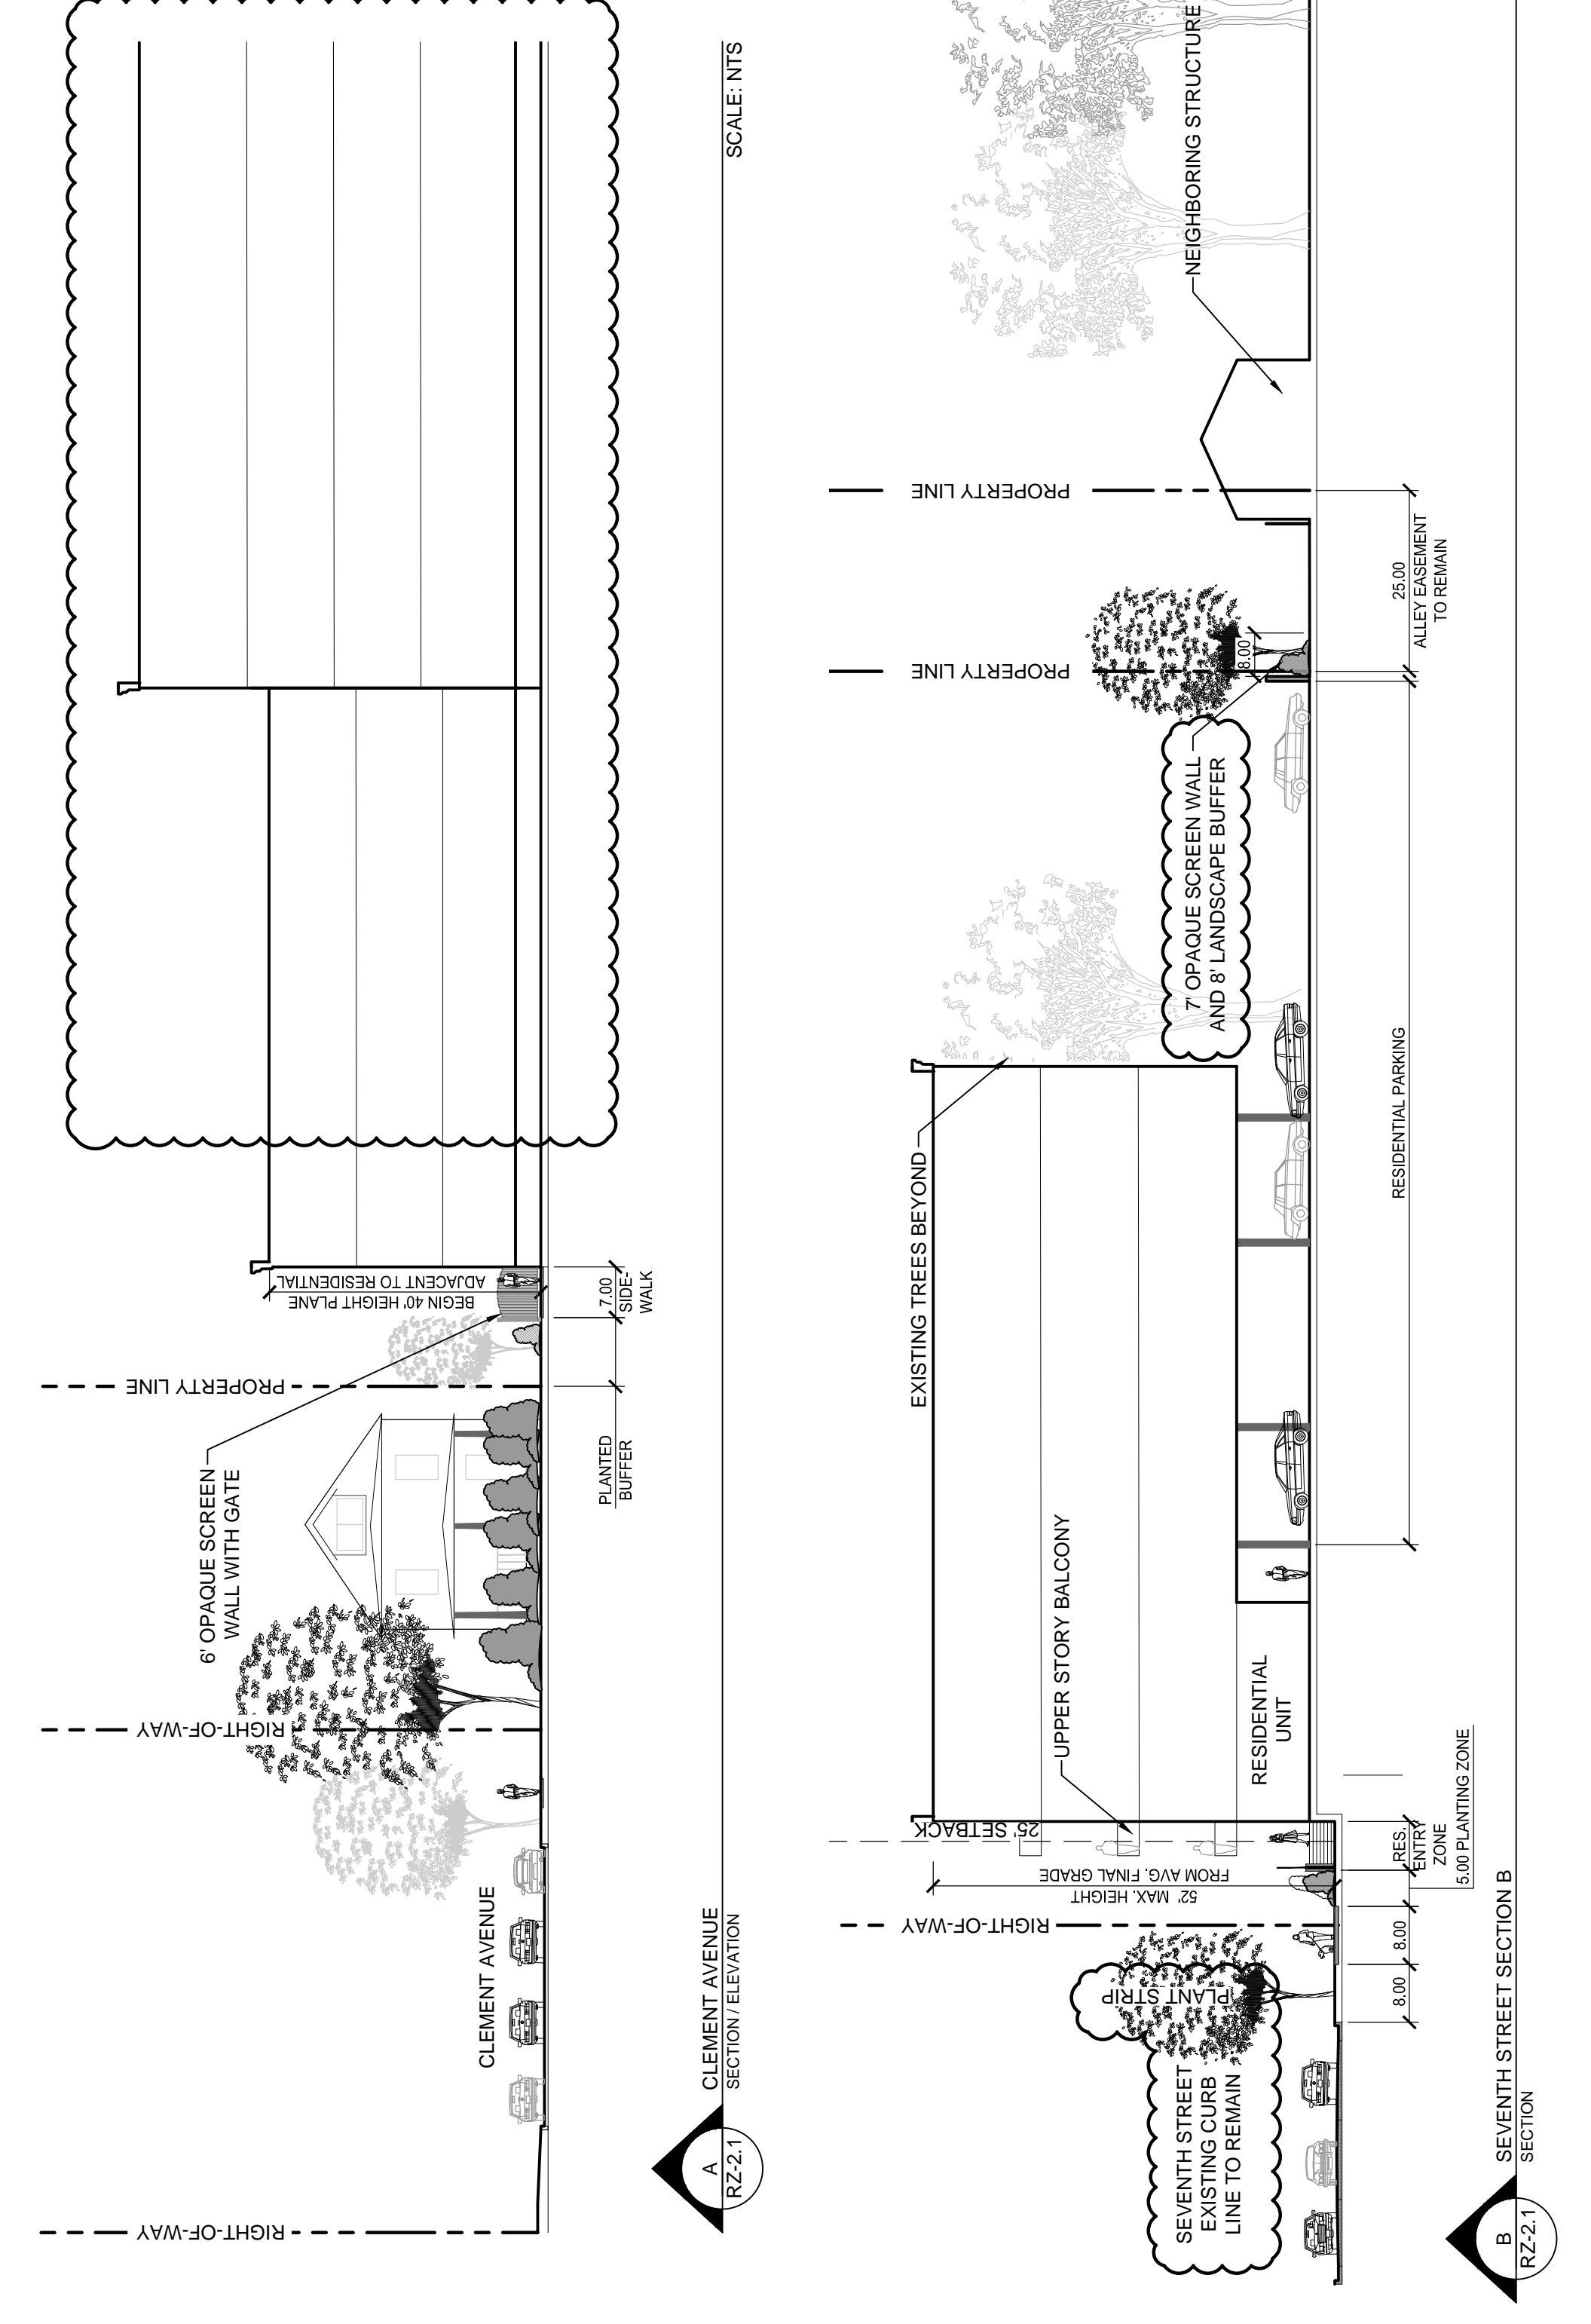 RIGHT-OF-WAY
CLEMENT AVENUE
RIGHT-OF-WAY
6' OPAQUE SCREEN
WALL WITH GATE
PROPERTY LINE
BEGIN 40' HEIGHT PLANE
ADJACENT TO RESIDENTIAL
PLANTED
BUFFER
7.00
SIDE-
WALK
A
RZ-2.1
CLEMENT AVENUE
SECTION / ELEVATION
SCALE: NTS
SEVENTH STREET
EXISTING CURB
LINE TO REMAIN
PLANT STRIP
RIGHT-OF-WAY
52' MAX. HEIGHT
FROM AVG. FINAL GRADE
25' SETBACK
UPPER STORY BALCONY
RESIDENTIAL
UNIT
EXISTING TREES BEYOND
7' OPAQUE SCREEN WALL
AND 8' LANDSCAPE BUFFER
PROPERTY LINE
8.00
PROPERTY LINE
NEIGHBORING STRUCTURE
8.00
8.00
RES.
ENTRY
ZONE
5.00 PLANTING ZONE
RESIDENTIAL PARKING
25.00
ALLEY EASEMENT
TO REMAIN
B
RZ-2.1
SEVENTH STREET SECTION B
SECTION